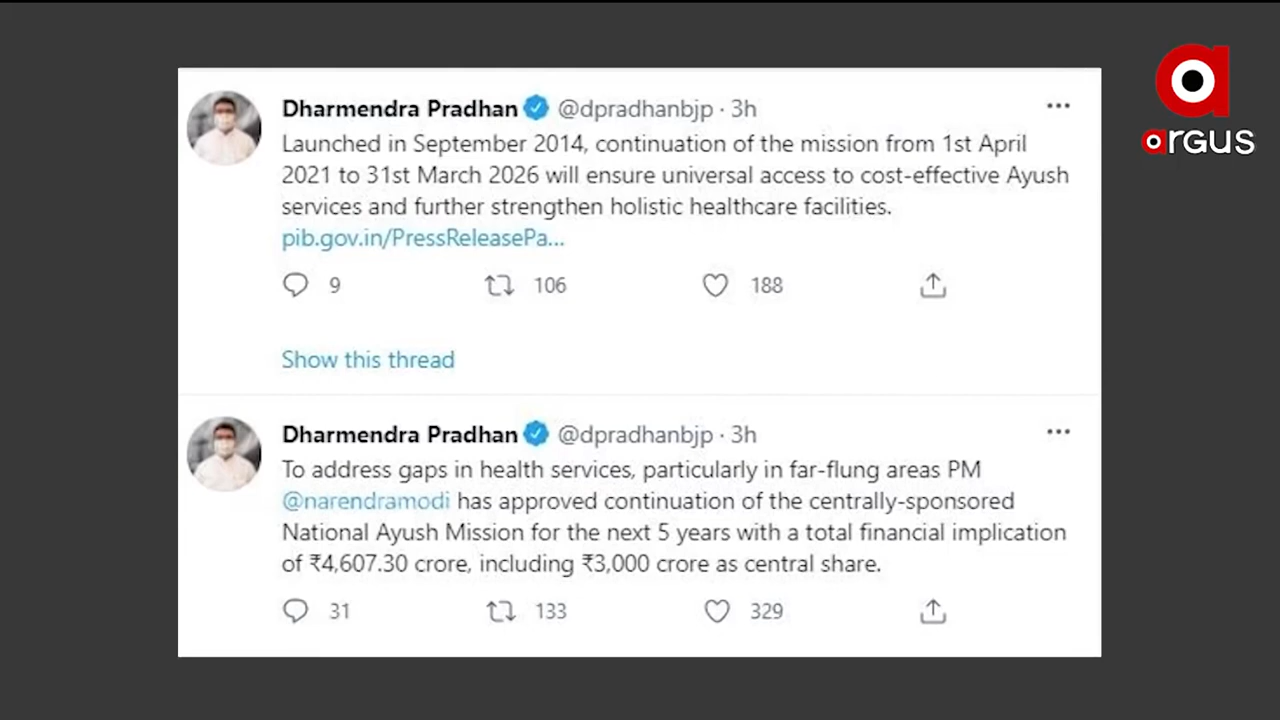 argus
Dharmendra Pradhan @dpradhanbjp · 3h
Launched in September 2014, continuation of the mission from 1st April
2021 to 31st March 2026 will ensure universal access to cost-effective Ayush
services and further strengthen holistic healthcare facilities.
pib.gov.in/PressReleasePa...
9 106 188
Show this thread
Dharmendra Pradhan @dpradhanbjp · 3h
To address gaps in health services, particularly in far-flung areas PM
@narendramodi has approved continuation of the centrally-sponsored
National Ayush Mission for the next 5 years with a total financial implication
of ₹4,607.30 crore, including ₹3,000 crore as central share.
31 133 329